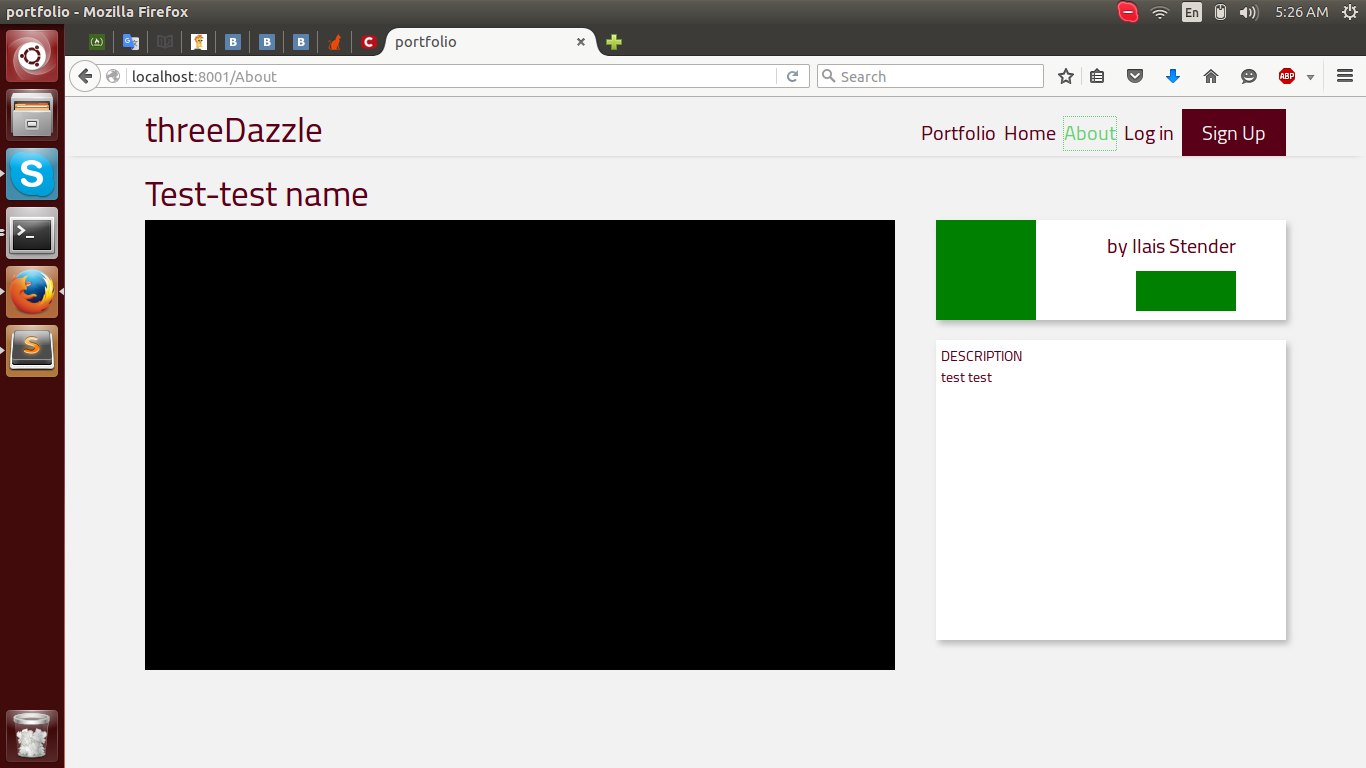 portfolio - Mozilla Firefox
En
5:26 AM
B
B
B
C
portfolio
localhost:8001/About
Search
ABP
threeDazzle
Portfolio Home About Log in Sign Up
Test-test name
by Ilais Stender
DESCRIPTION
test test